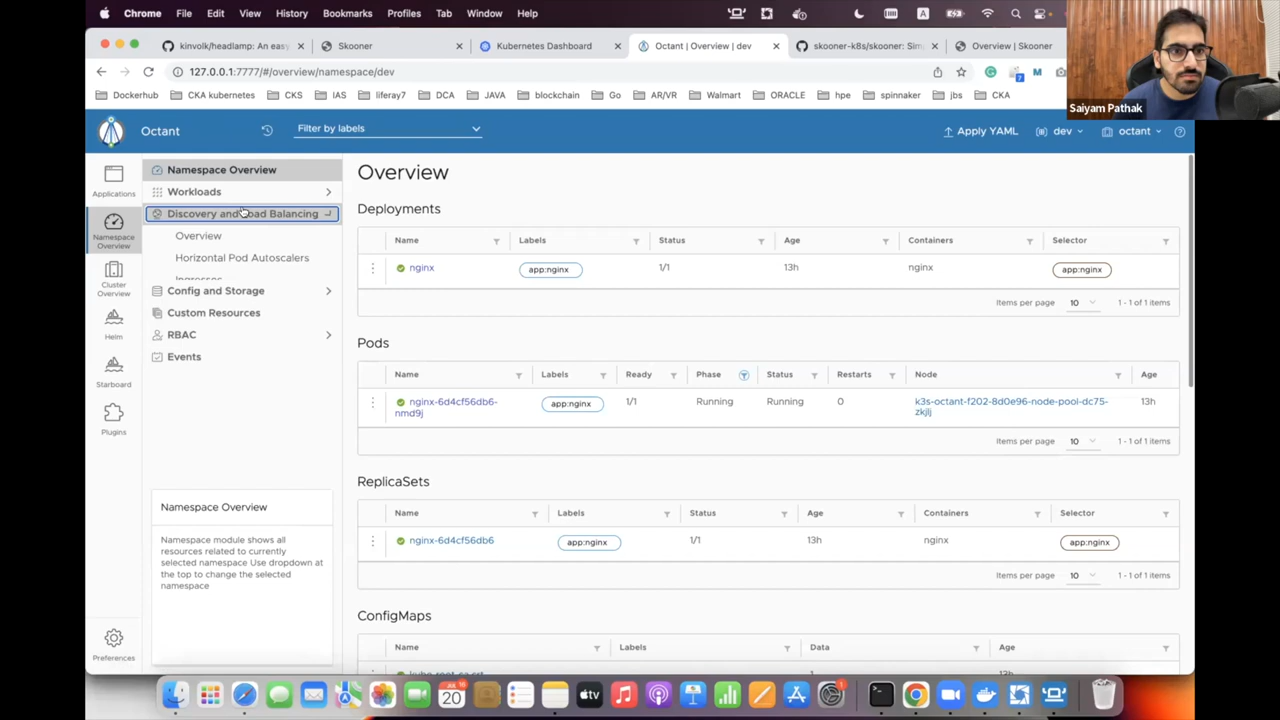 Chrome File Edit View History Bookmarks Profiles Tab Window Help
kinvolk/headlamp: An easy
Skooner
Kubernetes Dashboard
Octant | Overview | dev
skooner-k8s/skooner: Sim
Overview | Skooner
127.0.0.1:7777/#/overview/namespace/dev
Dockerhub CKA kubernetes CKS IAS liferay7 DCA JAVA blockchain Go AR/VR Walmart ORACLE hpe spinnaker jbs CKA
Saiyam Pathak
Octant
Filter by labels
Apply YAML
dev
octant
Applications
Namespace Overview
Cluster Overview
Helm
Starboard
Plugins
Preferences
Namespace Overview
Workloads
Discovery and Load Balancing
Overview
Horizontal Pod Autoscalers
Ingresses
Config and Storage
Custom Resources
RBAC
Events
Namespace Overview
Namespace module shows all
resources related to currently
selected namespace Use dropdown at
the top to change the selected
namespace
Overview
Deployments
Name Labels Status Age Containers Selector
nginx app:nginx 1/1 13h nginx app:nginx
Items per page 10 1 - 1 of 1 items
Pods
Name Labels Ready Phase Status Restarts Node Age
nginx-6d4cf56db6-nmd9j app:nginx 1/1 Running Running 0 k3s-octant-f202-8d0e96-node-pool-dc75-zkjlj 13h
Items per page 10 1 - 1 of 1 items
ReplicaSets
Name Labels Status Age Containers Selector
nginx-6d4cf56db6 app:nginx 1/1 13h nginx app:nginx
Items per page 10 1 - 1 of 1 items
ConfigMaps
Name Labels Data Age
JUL
20
tv